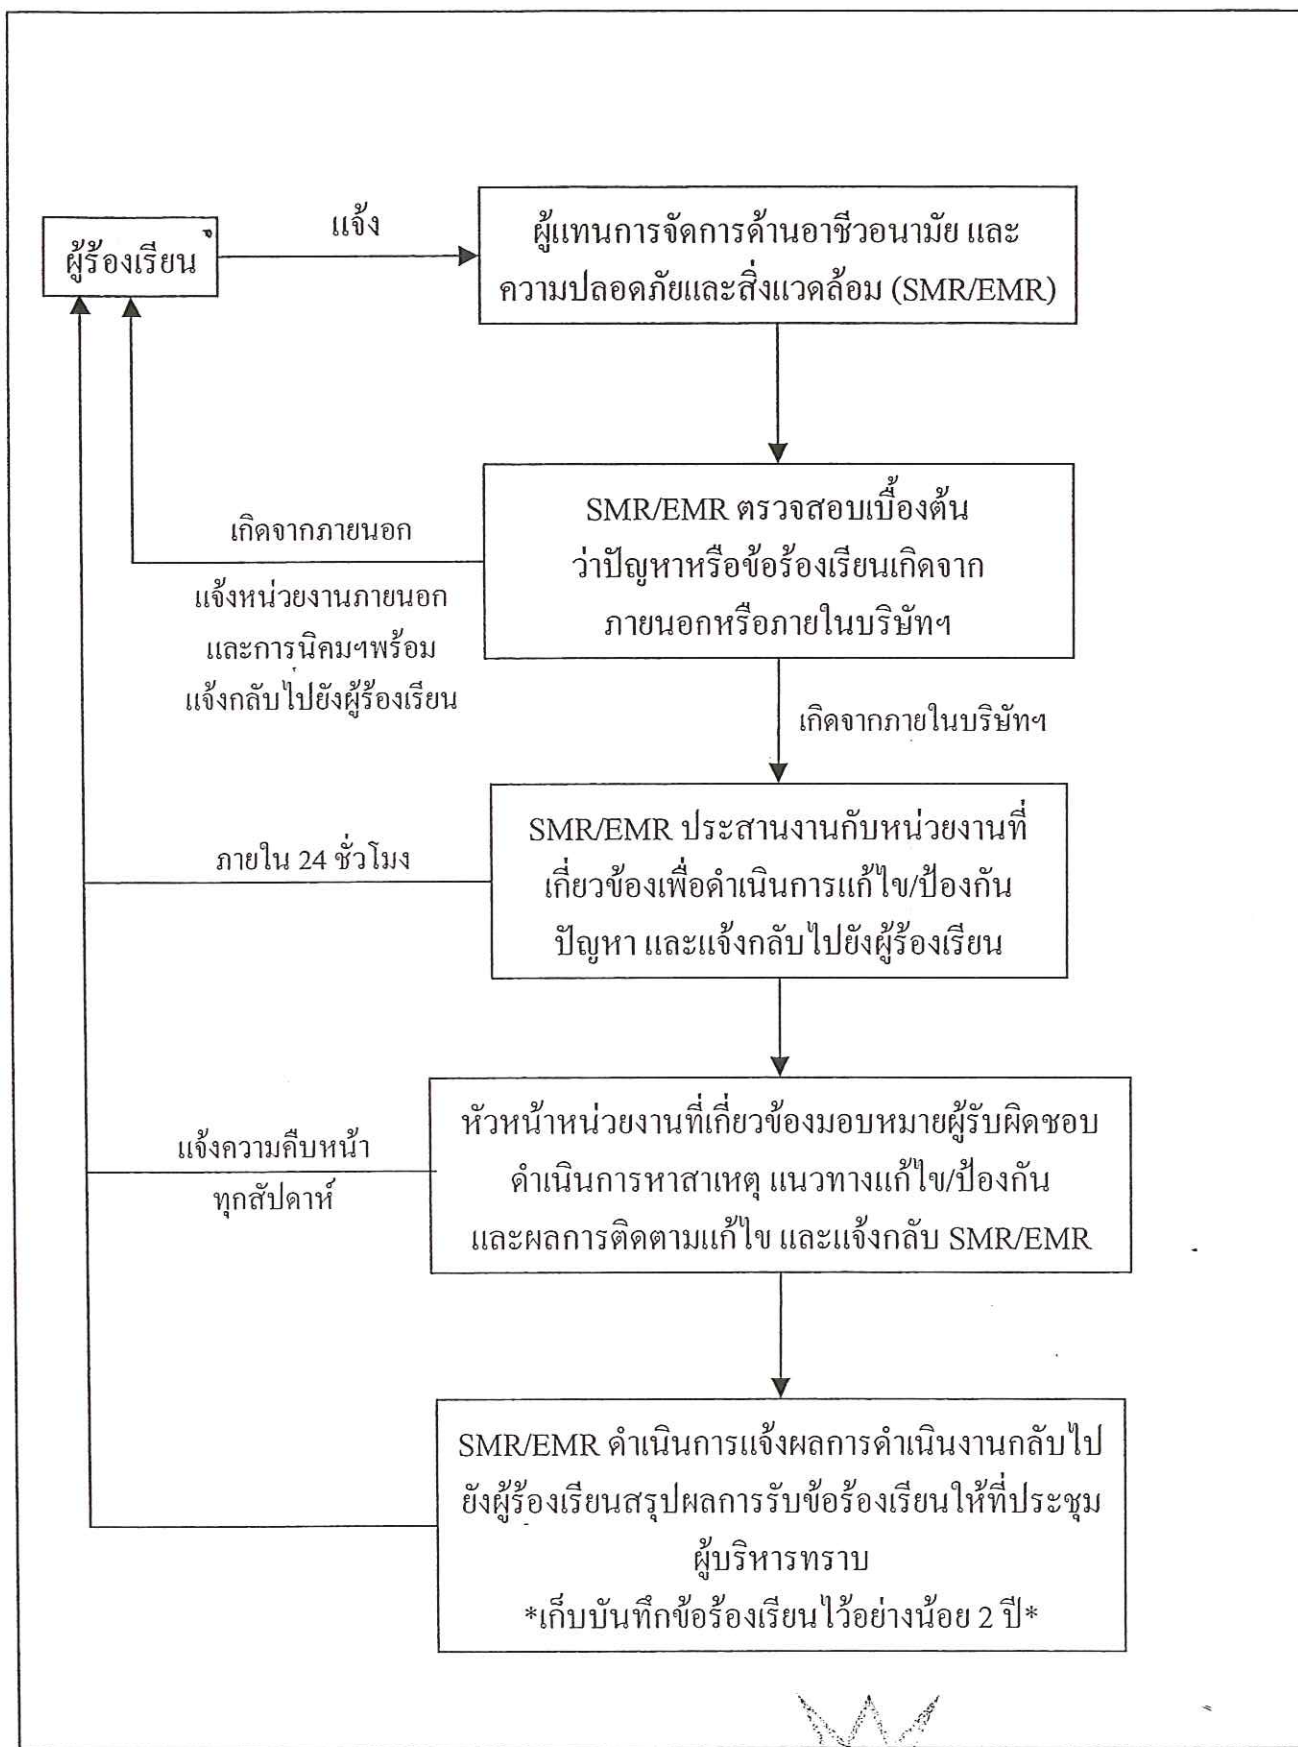 แจ้ง
ผู้ร้องเรียน
ผู้แทนการจัดการด้านอาชีวอนามัย และ
ความปลอดภัยและสิ่งแวดล้อม (SMR/EMR)
SMR/EMR ตรวจสอบเบื้องต้น
ว่าปัญหาหรือข้อร้องเรียนเกิดจาก
ภายนอกหรือภายในบริษัทฯ
เกิดจากภายนอก
แจ้งหน่วยงานภายนอก
และการนิคมฯพร้อม
แจ้งกลับไปยังผู้ร้องเรียน
เกิดจากภายในบริษัทฯ
SMR/EMR ประสานงานกับหน่วยงานที่
เกี่ยวข้องเพื่อดำเนินการแก้ไข/ป้องกัน
ปัญหา และแจ้งกลับไปยังผู้ร้องเรียน
ภายใน 24 ชั่วโมง
หัวหน้าหน่วยงานที่เกี่ยวข้องมอบหมายผู้รับผิดชอบ
ดำเนินการหาสาเหตุ แนวทางแก้ไข/ป้องกัน
และผลการติดตามแก้ไข และแจ้งกลับ SMR/EMR
แจ้งความคืบหน้า
ทุกสัปดาห์
SMR/EMR ดำเนินการแจ้งผลการดำเนินงานกลับไป
ยังผู้ร้องเรียนสรุปผลการรับข้อร้องเรียนให้ที่ประชุม
ผู้บริหารทราบ
*เก็บบันทึกข้อร้องเรียนไว้อย่างน้อย 2 ปี*